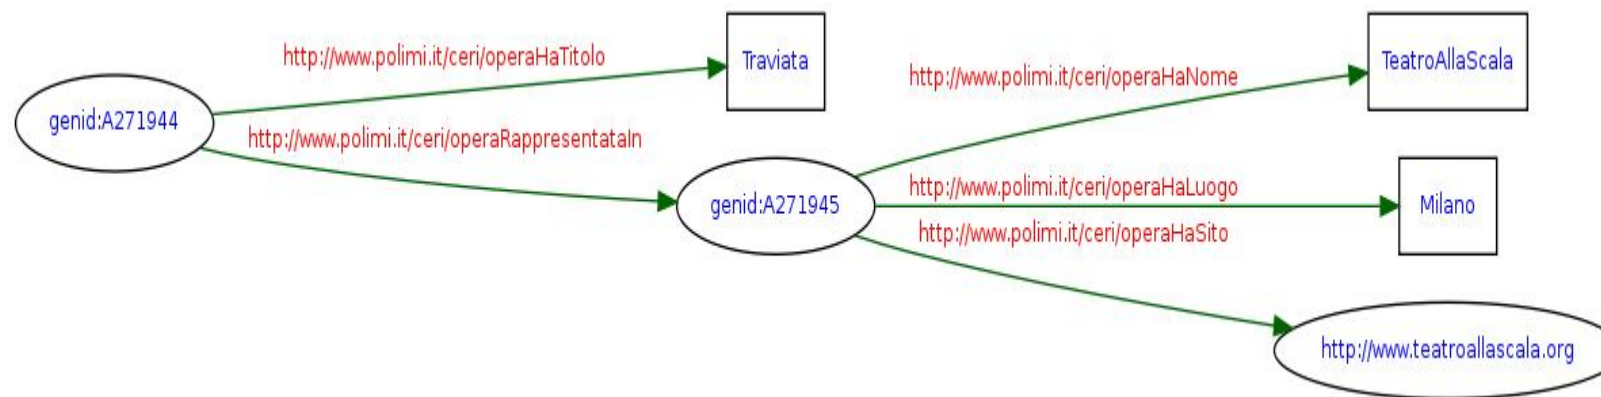 http://www.polimi.it/ceri/operaHaTitolo
Traviata
http://www.polimi.it/ceri/operaHaNome
TeatroAllaScala
genid:A271944
http://www.polimi.it/ceri/operaRappresentataIn
http://www.polimi.it/ceri/operaHaLuogo
genid:A271945
Milano
http://www.polimi.it/ceri/operaHaSito
http://www.teatroallascala.org